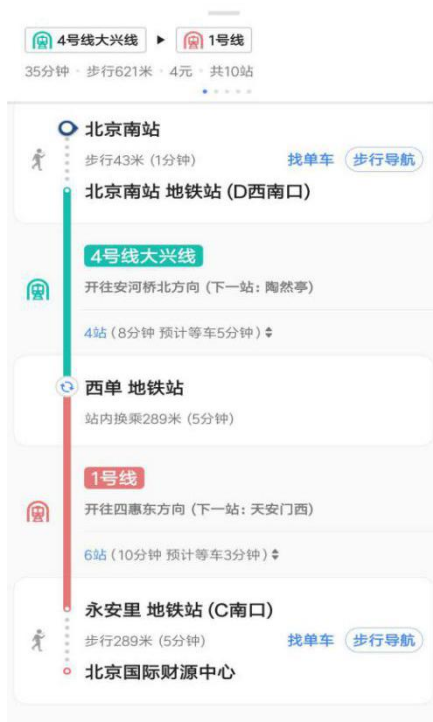 4号线大兴线 ▶ 1号线
35分钟 · 步行621米 · 4元 · 共10站
北京南站
步行43米 (1分钟) 找单车 步行导航
北京南站 地铁站 (D西南口)
4号线大兴线
开往安河桥北方向 (下一站: 陶然亭)
4站 (8分钟 预计等车5分钟)
西单 地铁站
站内换乘289米 (5分钟)
1号线
开往四惠东方向 (下一站: 天安门西)
6站 (10分钟 预计等车3分钟)
永安里 地铁站 (C南口)
步行289米 (5分钟) 找单车 步行导航
北京国际财源中心